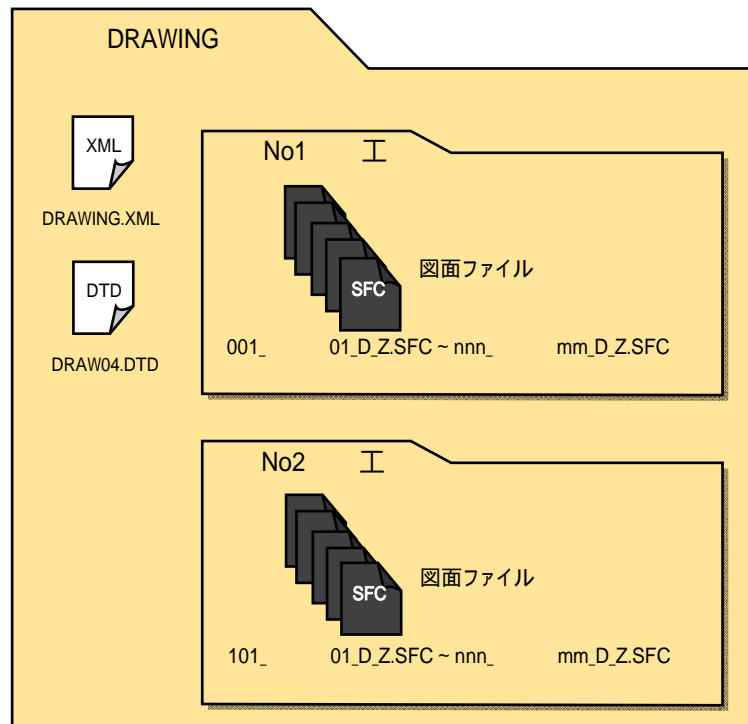 DRAWING
XML
DRAWING.XML
DTD
DRAW04.DTD
No1 工
SFC
図面ファイル
001_ 01_D_Z.SFC ~ nnn_ mm_D_Z.SFC
No2 工
SFC
図面ファイル
101_ 01_D_Z.SFC ~ nnn_ mm_D_Z.SFC